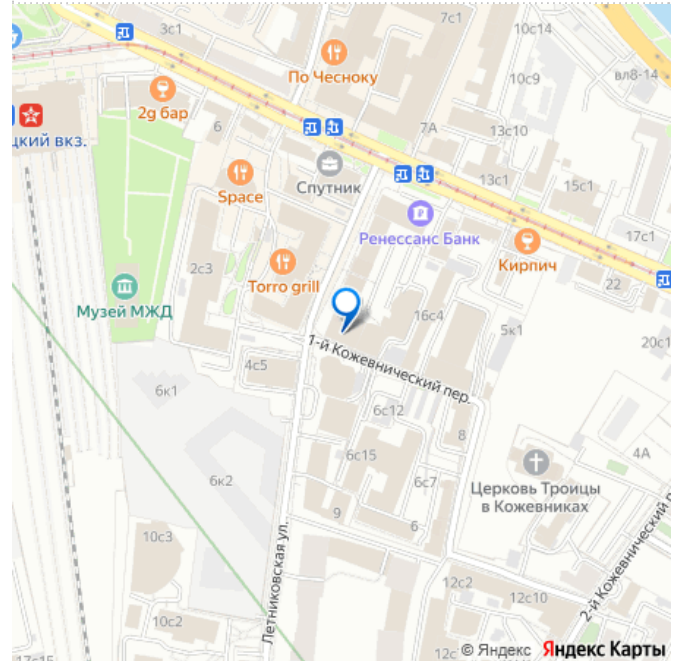 3с1
7с1
10с14
По Чесноку
10с9
вл8-14
2g бар
6
7А
13с10
цкий вкз.
Спутник
Space
13с1
15с1
Ренессанс Банк
17с1
Кирпич
2с3
Torro grill
22
Музей МЖД
16с4
5к1
20с1
1-й Кожевнический пер.
4с5
6к1
6с12
8
4А
6с15
6к2
6с7
Церковь Троицы
в Кожевниках
9
6
10с3
Летниковская ул.
2-й Кожевнический п
12с2
12с10
10с2
12с
17с15
© Яндекс Яндекс Карты